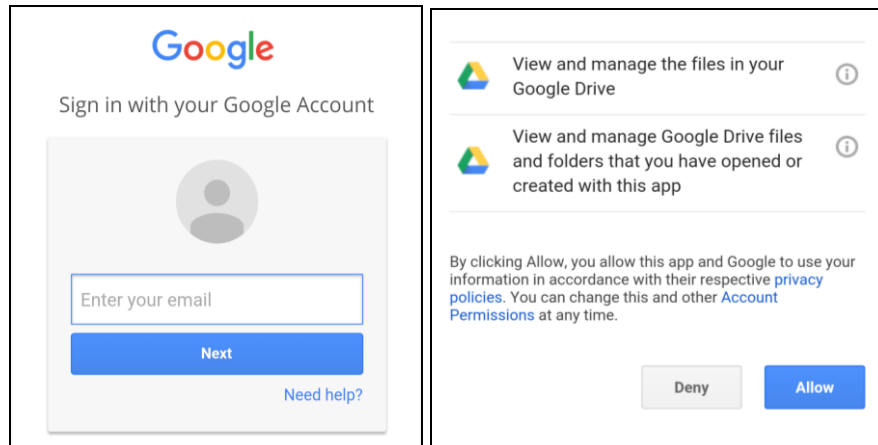 Google
Sign in with your Google Account
Enter your email
Next
Need help?
View and manage the files in your
Google Drive
View and manage Google Drive files
and folders that you have opened or
created with this app
By clicking Allow, you allow this app and Google to use your
information in accordance with their respective privacy
policies. You can change this and other Account
Permissions at any time.
Deny
Allow